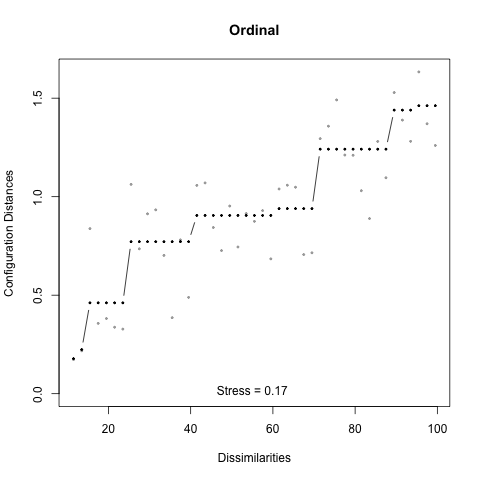 Ordinal
Configuration Distances
1.5
1.0
0.5
0.0
Stress = 0.17
20 40 60 80 100
Dissimilarities